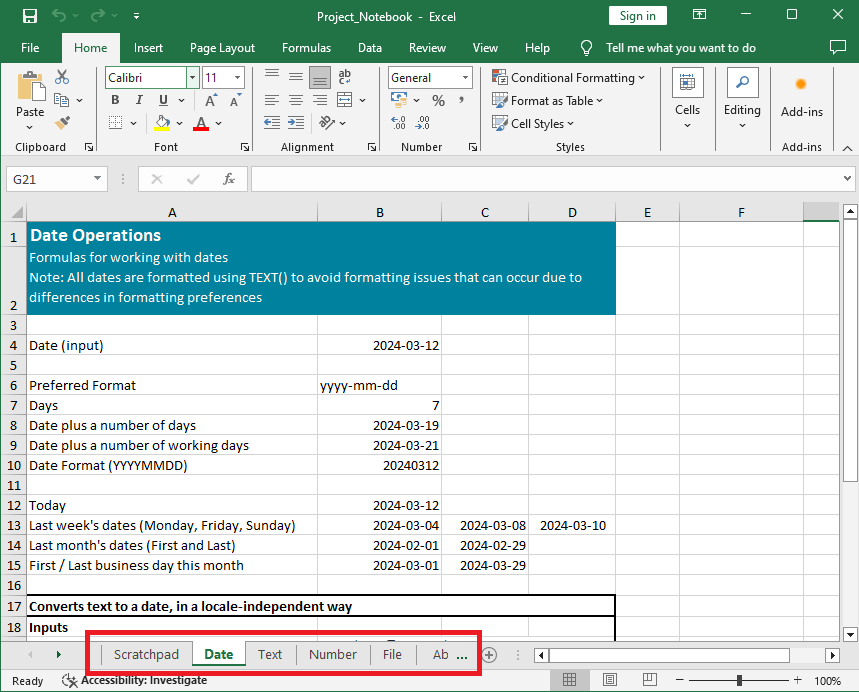 Project_Notebook - Excel
Sign in
File Home Insert Page Layout Formulas Data Review View Help Tell me what you want to do
Calibri 11 General Conditional Formatting
Paste B I U A A % , Format as Table Cells Editing Add-ins
A Cell Styles
Clipboard Font Alignment Number Styles Add-ins
G21 fx
A B C D E F
1 Date Operations
Formulas for working with dates
Note: All dates are formatted using TEXT() to avoid formatting issues that can occur due to
2 differences in formatting preferences
3
4 Date (input) 2024-03-12
5
6 Preferred Format yyyy-mm-dd
7 Days 7
8 Date plus a number of days 2024-03-19
9 Date plus a number of working days 2024-03-21
10 Date Format (YYYYMMDD) 20240312
11
12 Today 2024-03-12
13 Last week's dates (Monday, Friday, Sunday) 2024-03-04 2024-03-08 2024-03-10
14 Last month's dates (First and Last) 2024-02-01 2024-02-29
15 First / Last business day this month 2024-03-01 2024-03-29
16
17 Converts text to a date, in a locale-independent way
18 Inputs
Scratchpad Date Text Number File Ab ...
Ready Accessibility: Investigate 100%